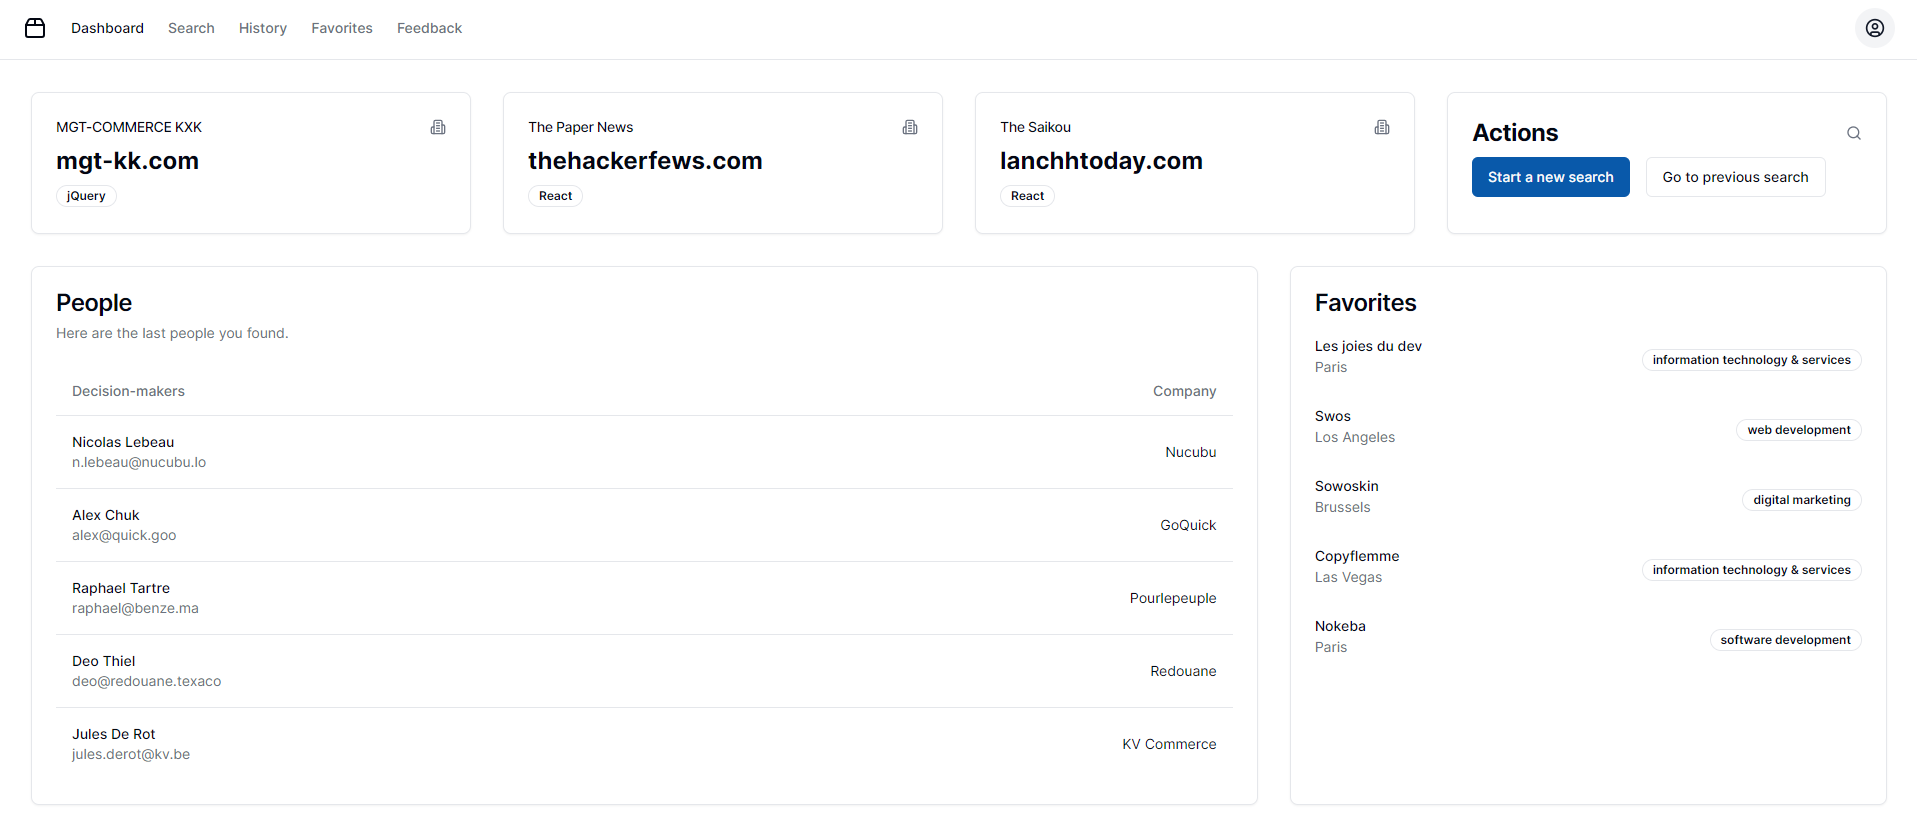 Dashboard Search History Favorites Feedback
MGT-COMMERCE KXK
mgt-kk.com
jQuery
The Paper News
thehackerfews.com
React
The Saikou
lanchhtoday.com
React
Actions
Start a new search Go to previous search
People
Here are the last people you found.
Decision-makers Company
Nicolas Lebeau
n.lebeau@nucubu.lo
Nucubu
Alex Chuk
alex@quick.goo
GoQuick
Raphael Tartre
raphael@benze.ma
Pourlepeuple
Deo Thiel
deo@redouane.texaco
Redouane
Jules De Rot
jules.derot@kv.be
KV Commerce
Favorites
Les joies du dev
Paris
information technology & services
Swos
Los Angeles
web development
Sowoskin
Brussels
digital marketing
Copyflemme
Las Vegas
information technology & services
Nokeba
Paris
software development